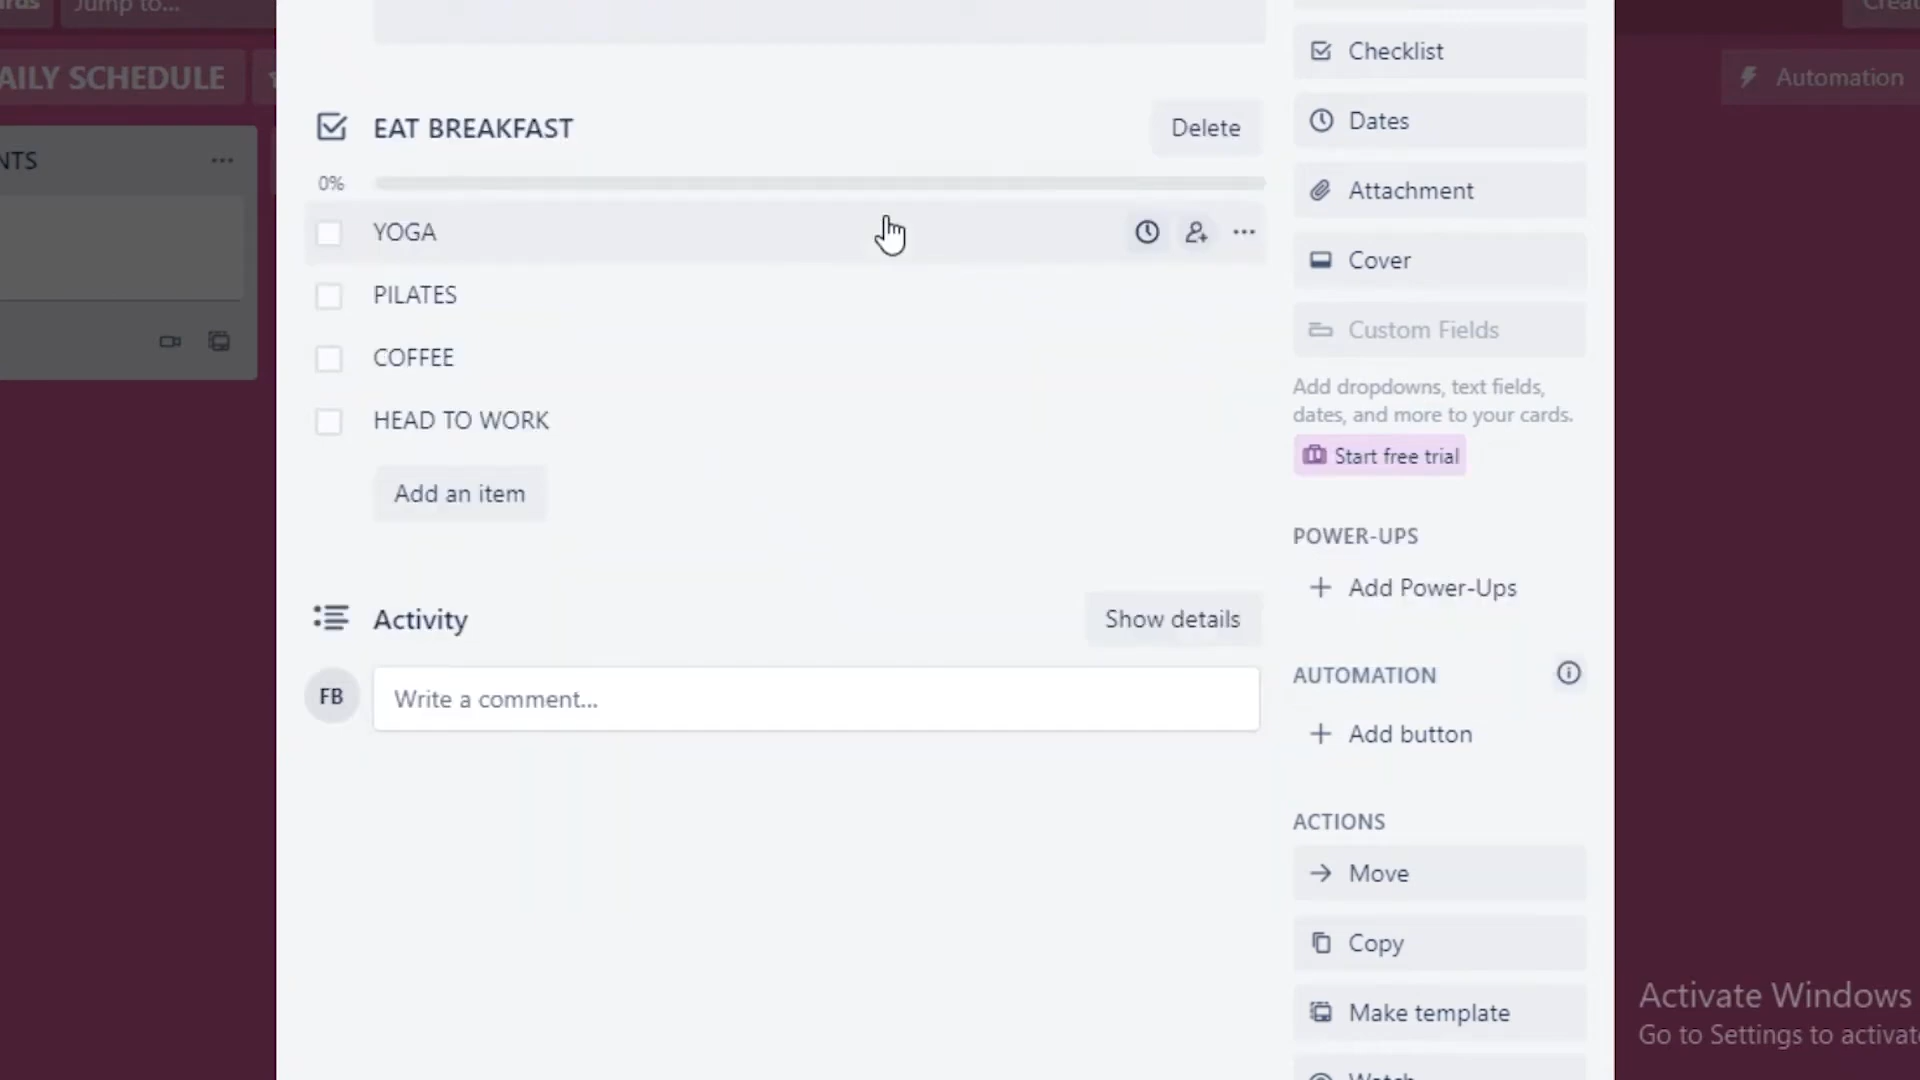 Jump to...
AILY SCHEDULE
Automation
NTS
EAT BREAKFAST
Delete
0%
YOGA
PILATES
COFFEE
HEAD TO WORK
Add an item
Activity
Show details
FB
Write a comment...
Checklist
Dates
Attachment
Cover
Custom Fields
Add dropdowns, text fields,
dates, and more to your cards.
Start free trial
POWER-UPS
Add Power-Ups
AUTOMATION
Add button
ACTIONS
Move
Copy
Make template
Activate Windows
Go to Settings to activate